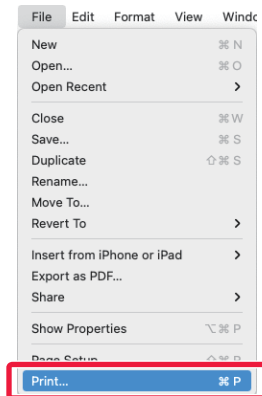 File Edit Format View Windo
New ⌘ N
Open... ⌘ O
Open Recent >
Close ⌘ W
Save... ⌘ S
Duplicate ⇧ ⌘ S
Rename...
Move To...
Revert To >
Insert from iPhone or iPad >
Export as PDF...
Share >
Show Properties ⌥ ⌘ P
Page Setup ⇧ ⌘ P
Print... ⌘ P